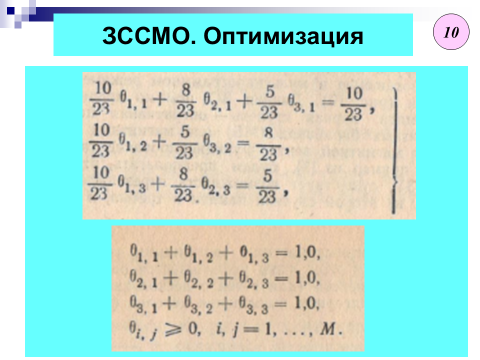 ЗССМО. Оптимизация
10
10/23 θ1, 1 + 8/23 θ2, 1 + 5/23 θ3, 1 = 10/23,
10/23 θ1, 2 + 5/23 θ3, 2 = 8/23,
10/23 θ1, 3 + 8/23 θ2, 3 = 5/23,
θ1, 1 + θ1, 2 + θ1, 3 = 1,0,
θ2, 1 + θ2, 2 + θ2, 3 = 1,0,
θ3, 1 + θ3, 2 + θ3, 3 = 1,0,
θi, j ⩾ 0, i, j = 1, ..., M.